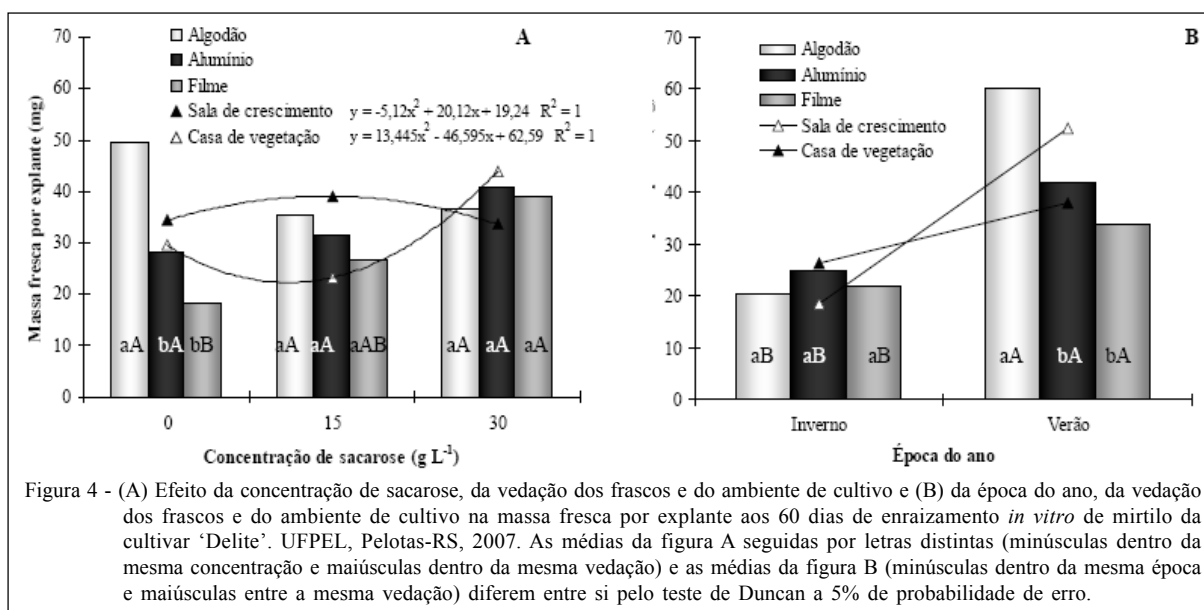 70
60
50
40
30
20
10
0
Massa fresca por explante (mg)
A
Algodão
Alumínio
Filme
Sala de crescimento y = -5,12x² + 20,12x + 19,24 R² = 1
Casa de vegetação y = 13,445x² - 46,595x + 62,59 R² = 1
aA bA bB aA aA aAB aA aA aA
0 15 30
Concentração de sacarose (g L⁻¹)
70
60
50
40
30
20
10
0
B
Algodão
Alumínio
Filme
Sala de crescimento
Casa de vegetação
aB aB aB aA bA bA
Inverno Verão
Época do ano
Figura 4 - (A) Efeito da concentração de sacarose, da vedação dos frascos e do ambiente de cultivo e (B) da época do ano, da vedação
dos frascos e do ambiente de cultivo na massa fresca por explante aos 60 dias de enraizamento in vitro de mirtilo da
cultivar ‘Delite’. UFPEL, Pelotas-RS, 2007. As médias da figura A seguidas por letras distintas (minúsculas dentro da
mesma concentração e maiúsculas dentro da mesma vedação) e as médias da figura B (minúsculas dentro da mesma época
e maiúsculas entre a mesma vedação) diferem entre si pelo teste de Duncan a 5% de probabilidade de erro.